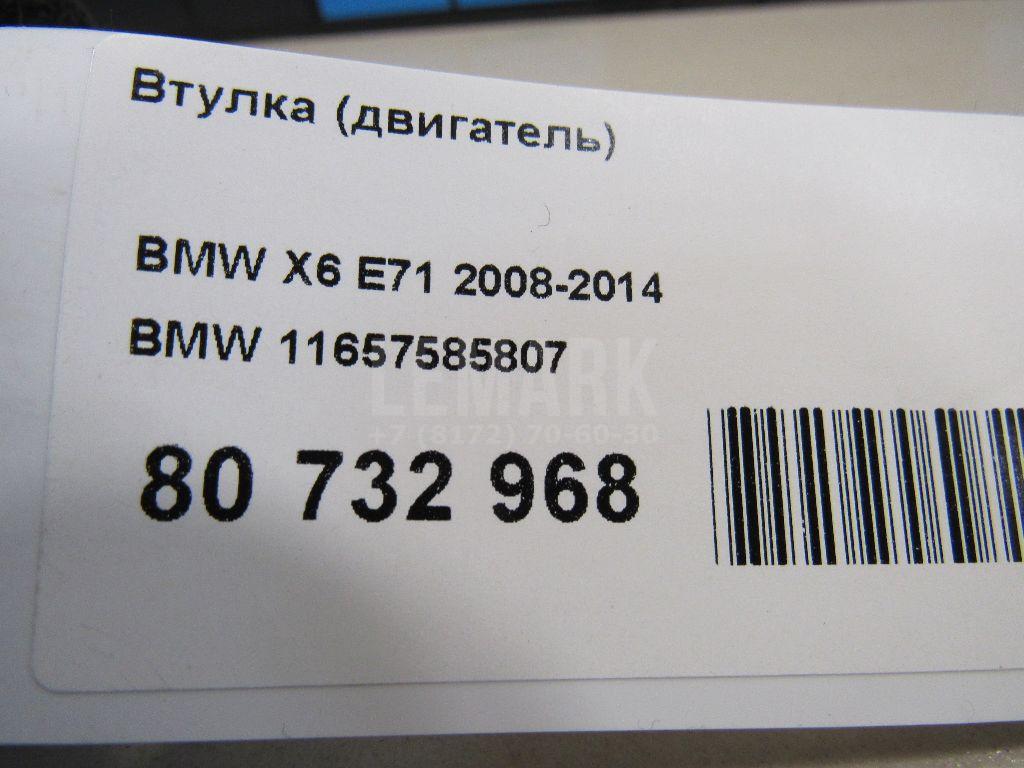 Втулка (двигатель)
BMW X6 E71 2008-2014
BMW 11657585807
LEMARK
+7 (8172) 70-60-30
80 732 968